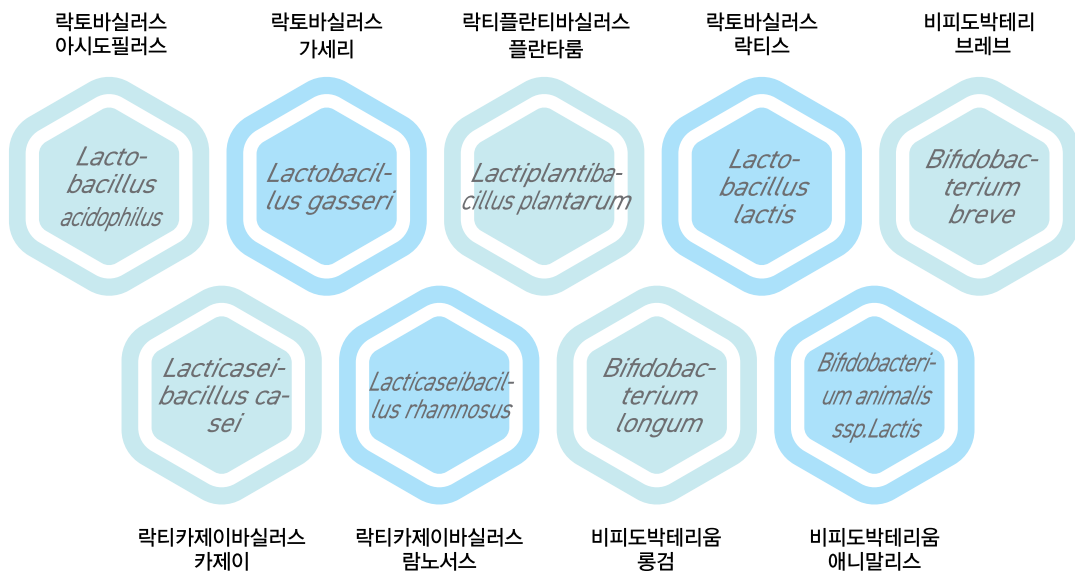 락토바실러스
아시도필러스
락토바실러스
가세리
락티플란티바실러스
플란타룸
락토바실러스
락티스
비피도박테리
브레브
Lacto-
bacillus
acidophilus
Lactobacil-
lus gasseri
Lactiplantiba-
cillus plantarum
Lacto-
bacillus
lactis
Bifidobac-
terium
breve
Lacticasei-
bacillus ca-
sei
Lacticaseibacil-
lus rhamnosus
Bifidobac-
terium
longum
Bifidobacteri-
um animalis
ssp.Lactis
락티카제이바실러스
카제이
락티카제이바실러스
람노서스
비피도박테리움
롱검
비피도박테리움
애니말리스